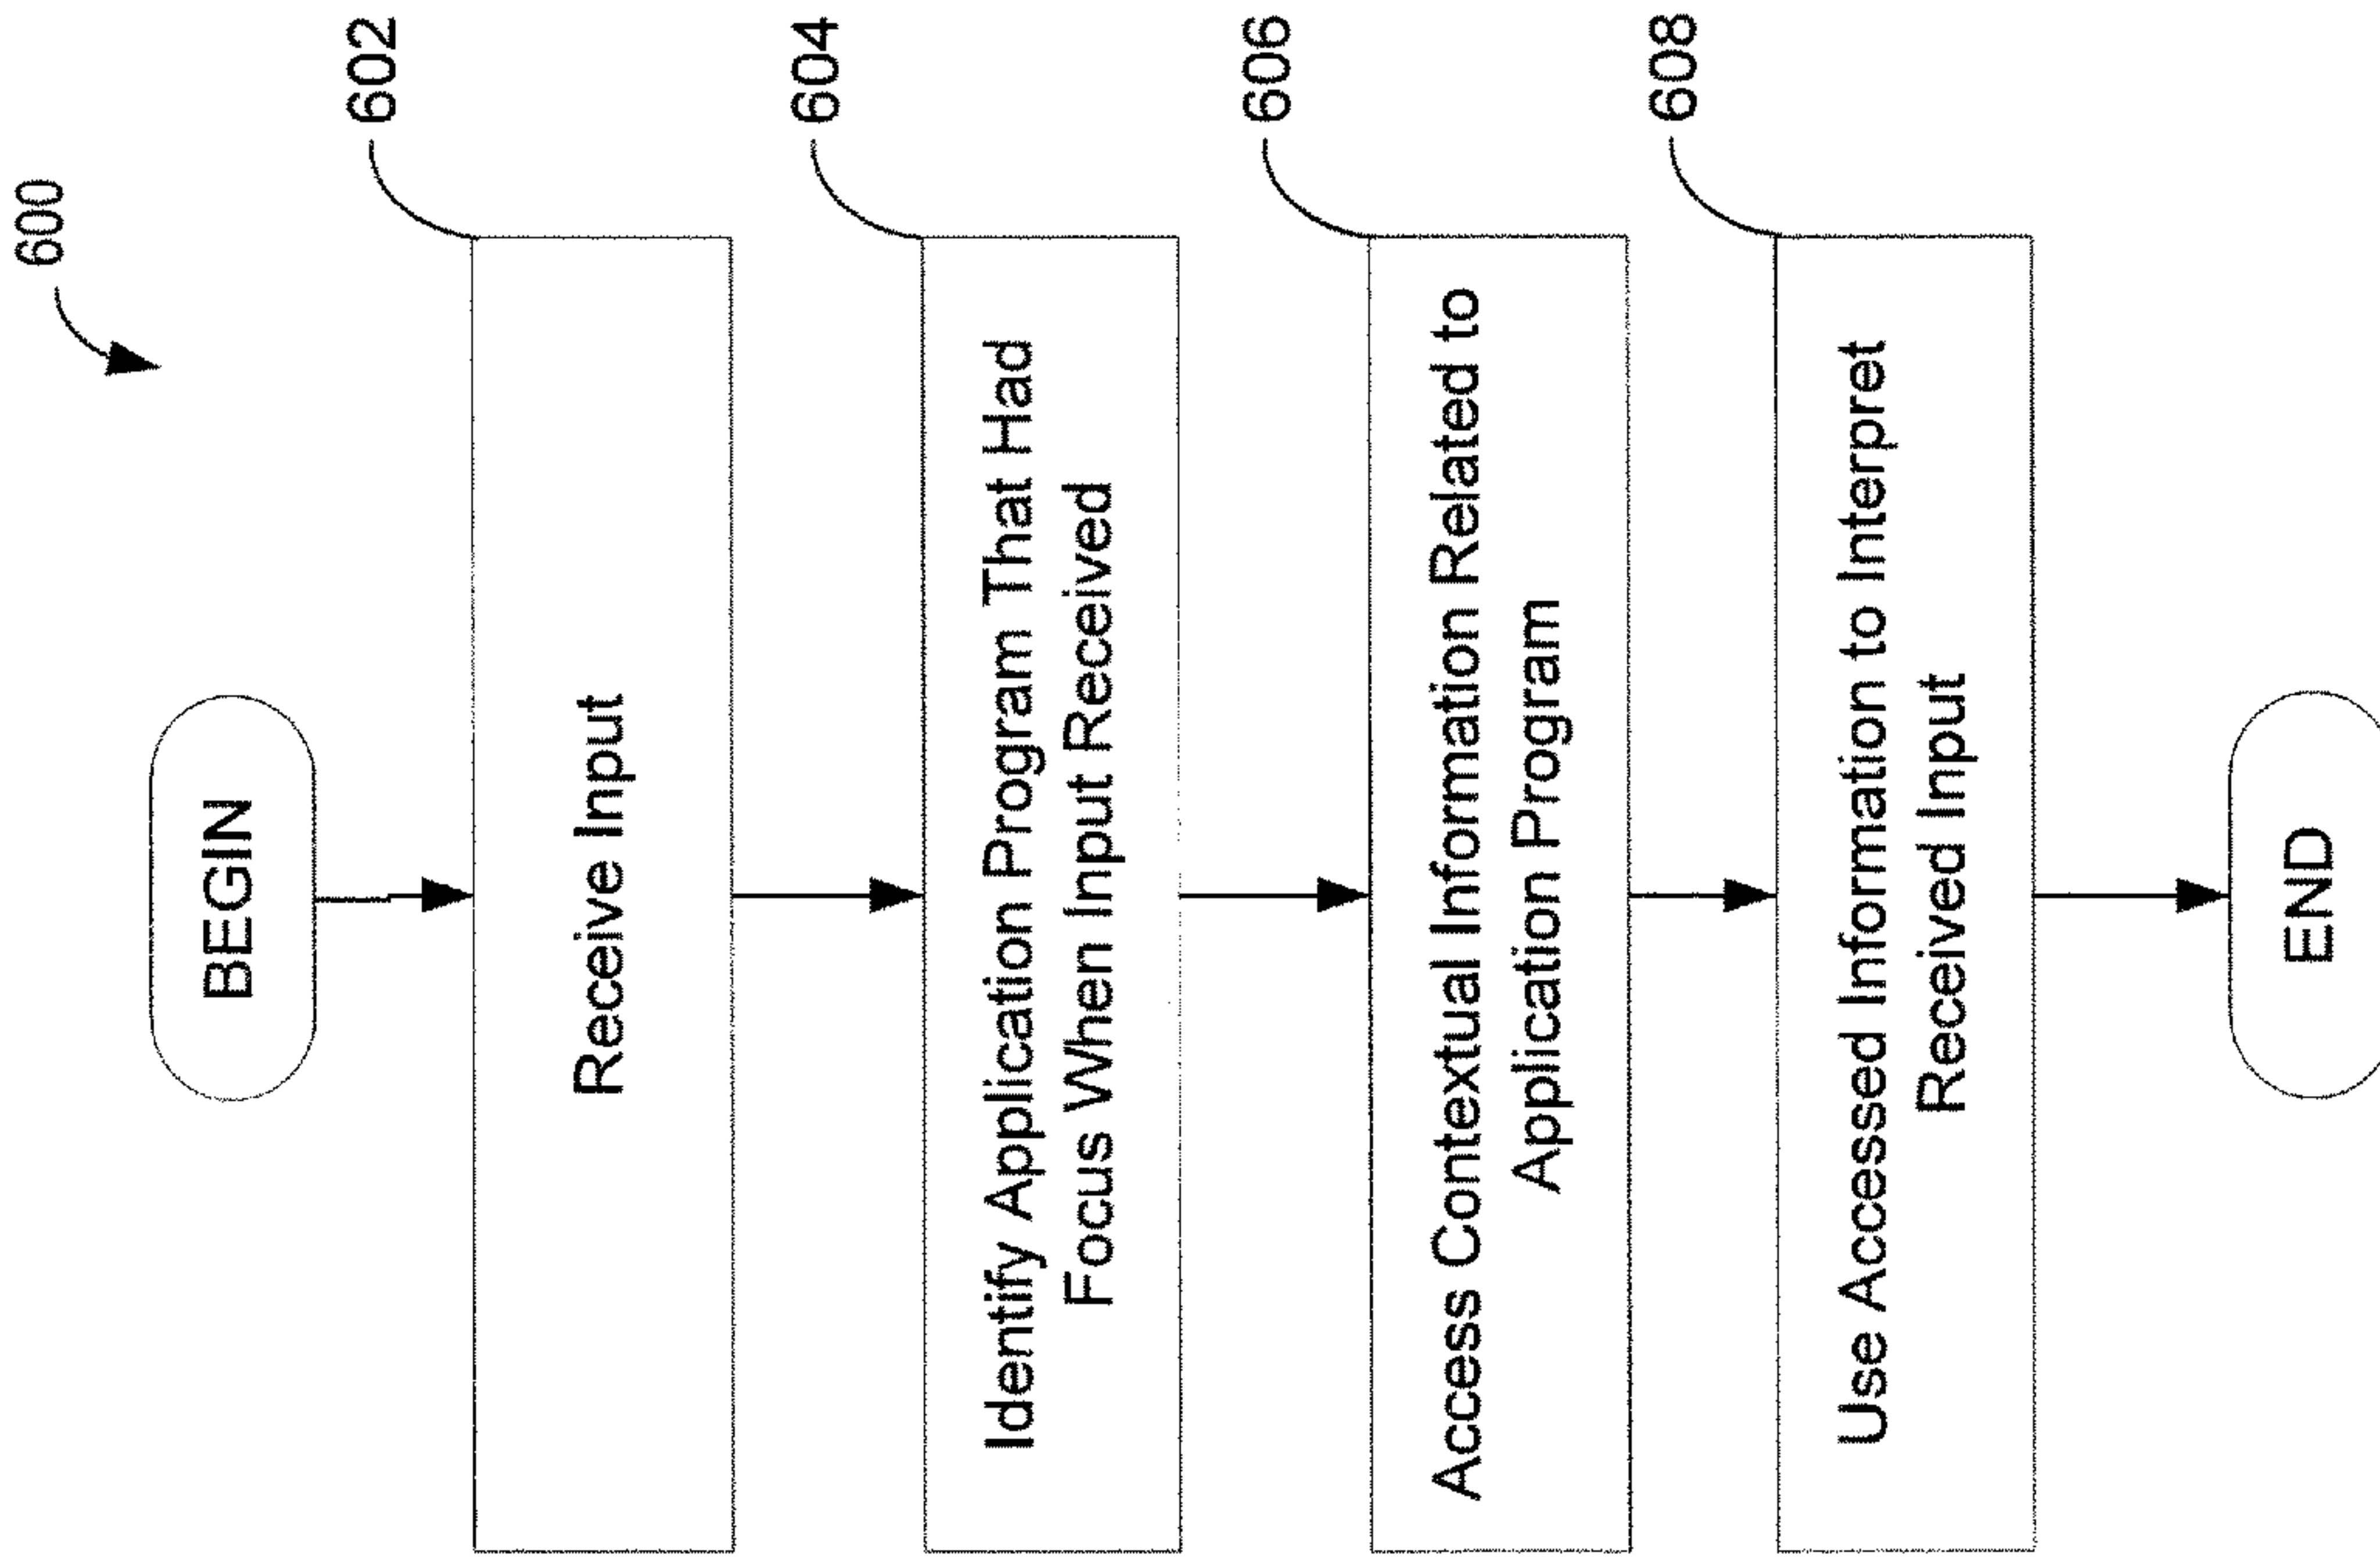 600
BEGIN
602
Receive Input
604
Identify Application Program That Had
Focus When Input Received
606
Access Contextual Information Related to
Application Program
608
Use Accessed Information to Interpret
Received Input
END